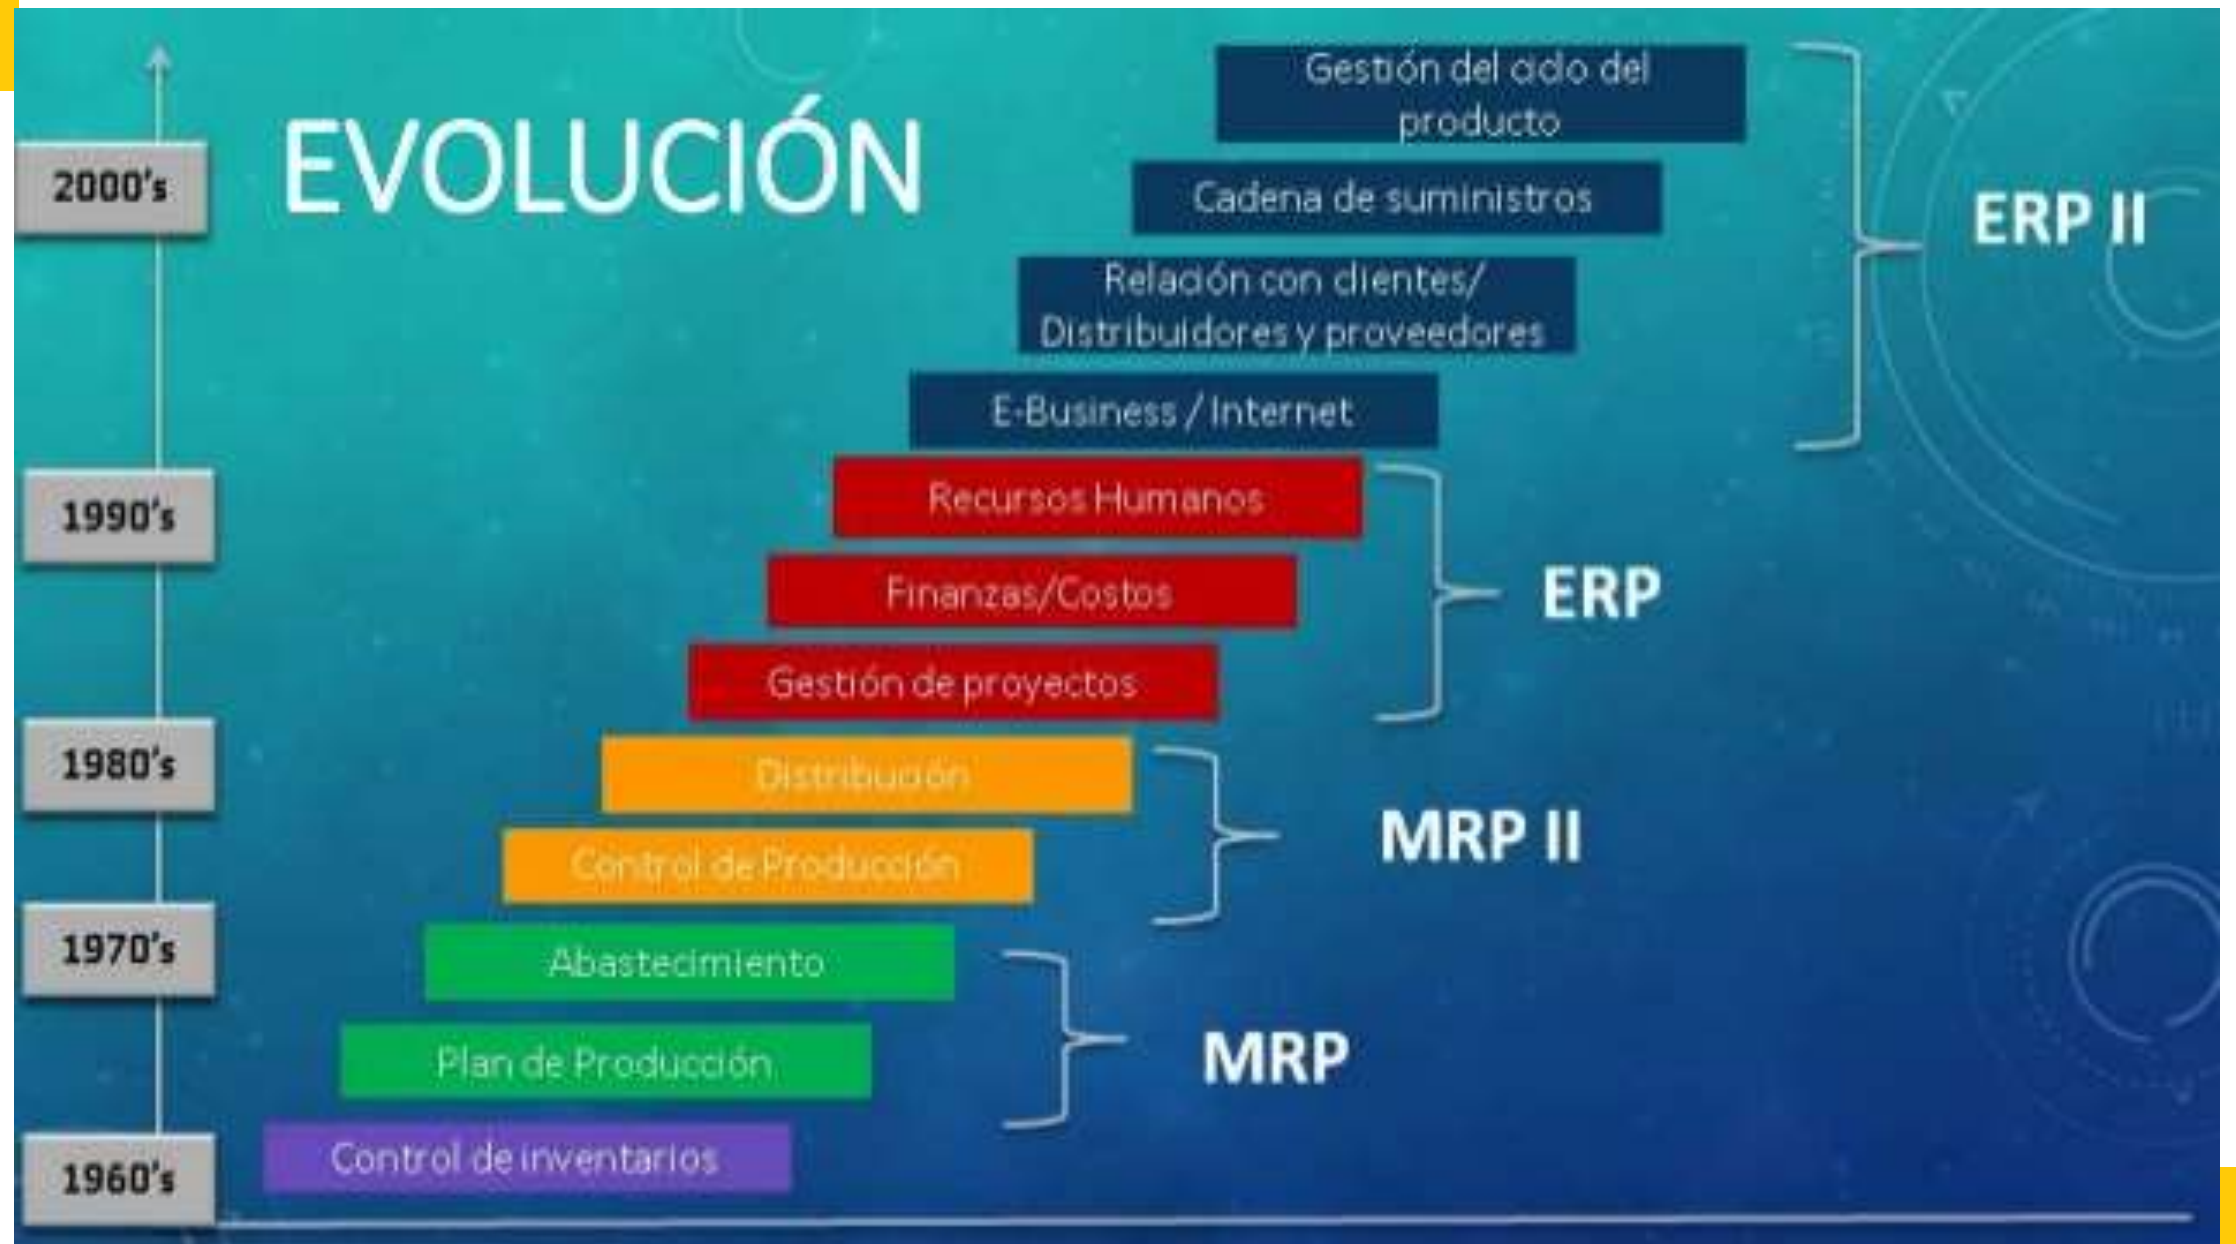 EVOLUCIÓN
2000's
1990's
1980's
1970's
1960's
Gestión del ciclo del
producto
Cadena de suministros
Relación con clientes/
Distribuidores y proveedores
E-Business / Internet
ERP II
Recursos Humanos
Finanzas/Costos
Gestión de proyectos
ERP
Distribución
Control de Producción
MRP II
Abastecimiento
Plan de Producción
MRP
Control de inventarios